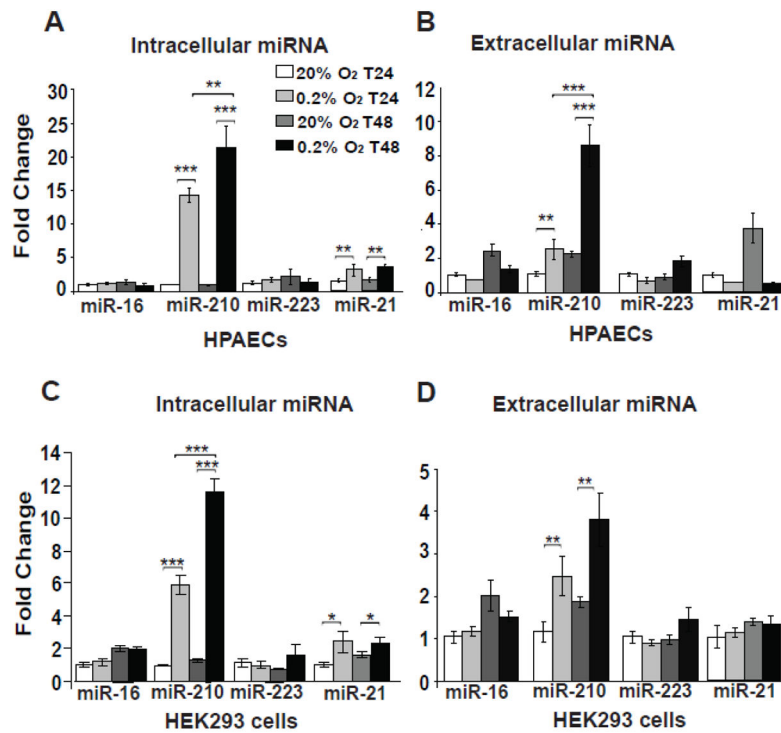 A
Intracellular miRNA
20% O₂ T24
0.2% O₂ T24
20% O₂ T48
0.2% O₂ T48
Fold Change
30
25
20
15
10
5
0
**
***
***
**
**
miR-16 miR-210 miR-223 miR-21
HPAECs
B
Extracellular miRNA
12
10
8
6
4
2
0
***
***
**
miR-16 miR-210 miR-223 miR-21
HPAECs
C
Intracellular miRNA
Fold Change
14
12
10
8
6
4
2
0
***
***
***
*
*
miR-16 miR-210 miR-223 miR-21
HEK293 cells
D
Extracellular miRNA
5
4
3
2
1
0
**
**
miR-16 miR-210 miR-223 miR-21
HEK293 cells